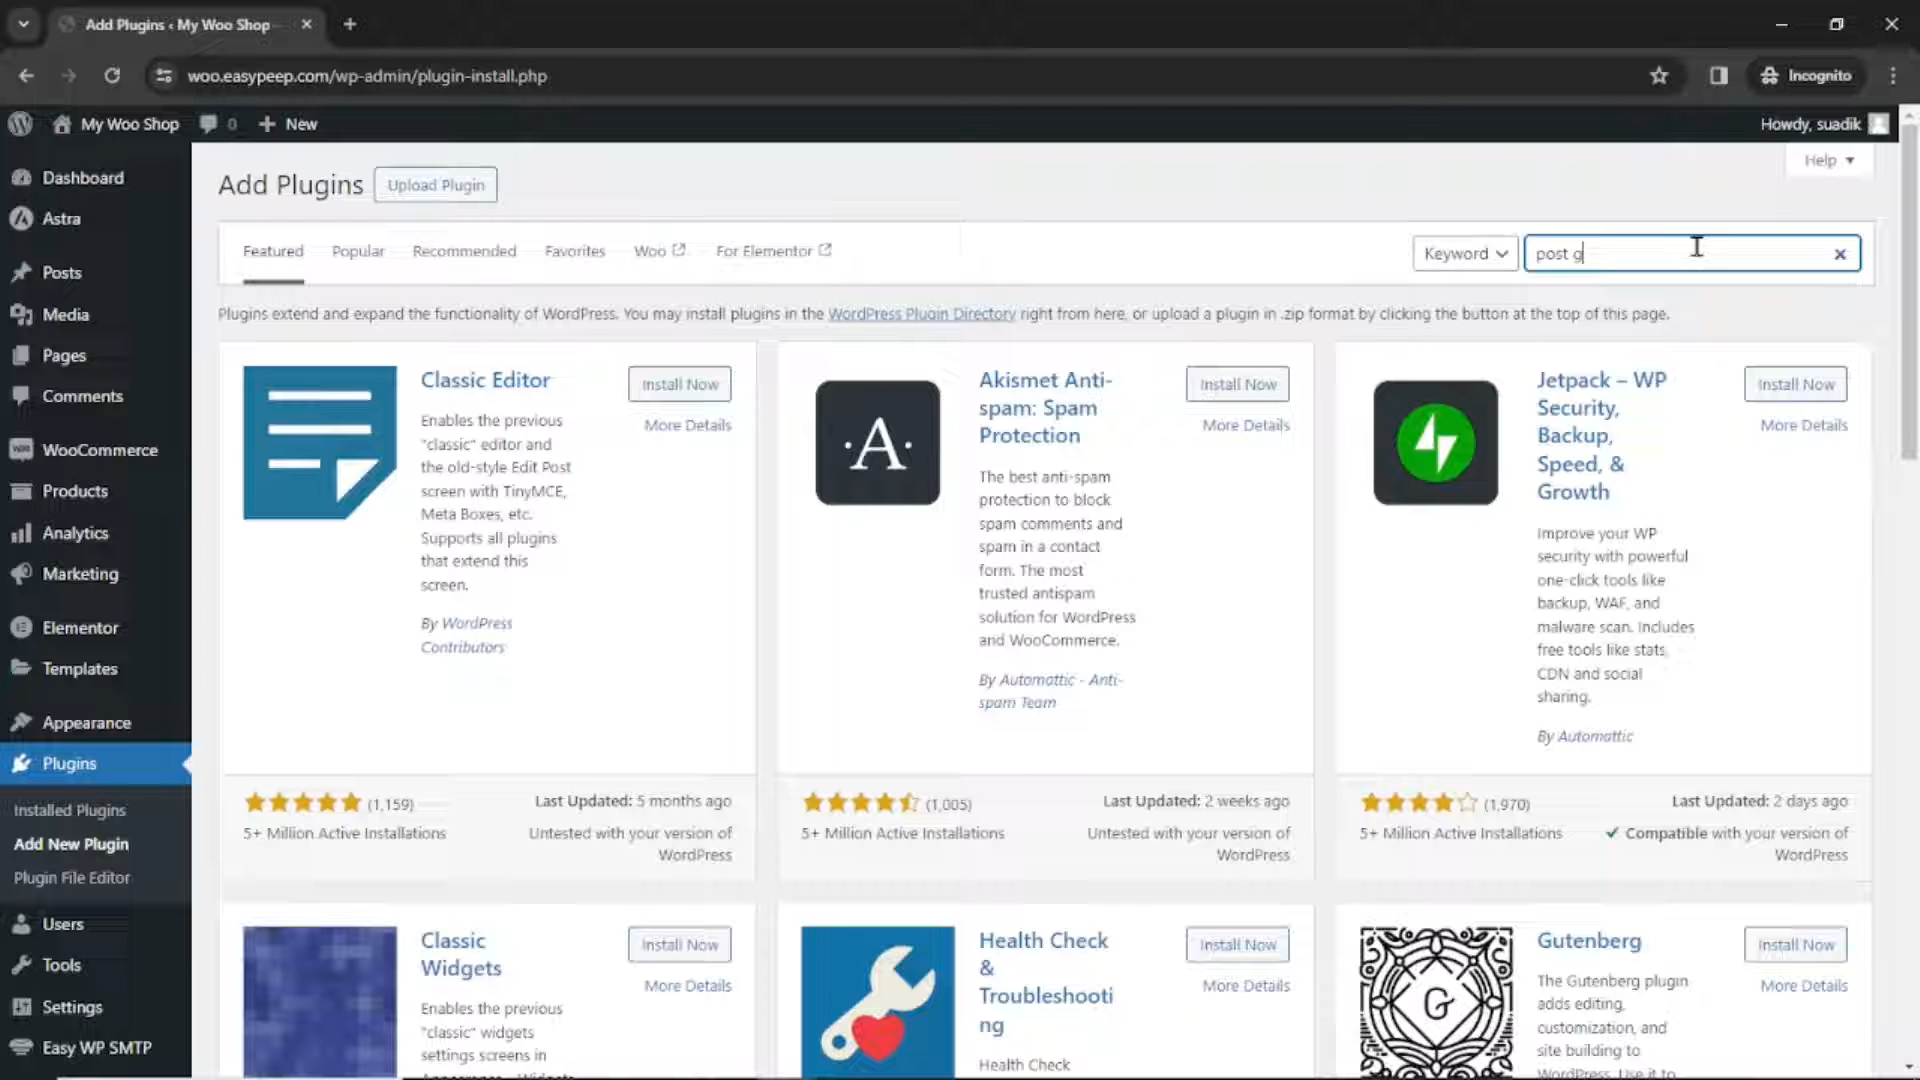 Add Plugins ‹ My Woo Shop
woo.easypeep.com/wp-admin/plugin-install.php
Incognito
My Woo Shop
0
New
Howdy, suadik
Dashboard
Astra
Posts
Media
Pages
Comments
WooCommerce
Products
Analytics
Marketing
Elementor
Templates
Appearance
Plugins
Installed Plugins
Add New Plugin
Plugin File Editor
Users
Tools
Settings
Easy WP SMTP
Help
Add Plugins
Upload Plugin
Featured
Popular
Recommended
Favorites
Woo
For Elementor
Keyword
post g
Plugins extend and expand the functionality of WordPress. You may install plugins in the WordPress Plugin Directory right from here, or upload a plugin in .zip format by clicking the button at the top of this page.
Classic Editor
Install Now
More Details
Enables the previous
"classic" editor and
the old-style Edit Post
screen with TinyMCE,
Meta Boxes, etc.
Supports all plugins
that extend this
screen.
By WordPress
Contributors
(1,159)
5+ Million Active Installations
Last Updated: 5 months ago
Untested with your version of
WordPress
·A·
Akismet Anti-
spam: Spam
Protection
Install Now
More Details
The best anti-spam
protection to block
spam comments and
spam in a contact
form. The most
trusted antispam
solution for WordPress
and WooCommerce.
By Automattic - Anti-
spam Team
(1,005)
5+ Million Active Installations
Last Updated: 2 weeks ago
Untested with your version of
WordPress
Jetpack – WP
Security,
Backup,
Speed, &
Growth
Install Now
More Details
Improve your WP
security with powerful
one-click tools like
backup, WAF, and
malware scan. Includes
free tools like stats,
CDN and social
sharing.
By Automattic
(1,970)
5+ Million Active Installations
Last Updated: 2 days ago
Compatible with your version of
WordPress
Classic
Widgets
Install Now
More Details
Enables the previous
"classic" widgets
settings screens in
Appearance - Widgets
Health Check
&
Troubleshooti
ng
Install Now
More Details
Health Check
G
Gutenberg
Install Now
More Details
The Gutenberg plugin
adds editing,
customization, and
site building to
WordPress. Use it to